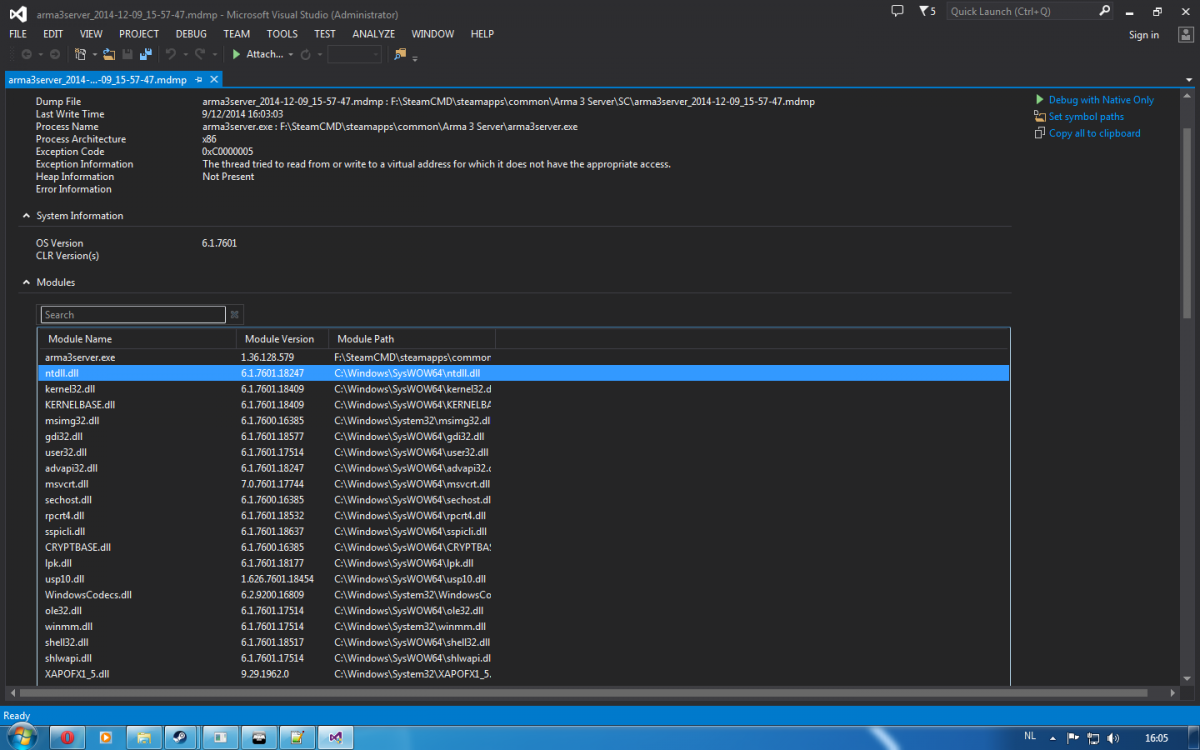 arma3server_2014-12-09_15-57-47.mdmp - Microsoft Visual Studio (Administrator)
5
Quick Launch (Ctrl+Q)
FILE EDIT VIEW PROJECT DEBUG TEAM TOOLS TEST ANALYZE WINDOW HELP
Sign in
Attach...
arma3server_2014-...-09_15-57-47.mdmp
Dump File arma3server_2014-12-09_15-57-47.mdmp : F:\SteamCMD\steamapps\common\Arma 3 Server\SC\arma3server_2014-12-09_15-57-47.mdmp
Last Write Time 9/12/2014 16:03:03
Process Name arma3server.exe : F:\SteamCMD\steamapps\common\Arma 3 Server\arma3server.exe
Process Architecture x86
Exception Code 0xC0000005
Exception Information The thread tried to read from or write to a virtual address for which it does not have the appropriate access.
Heap Information Not Present
Error Information
Debug with Native Only
Set symbol paths
Copy all to clipboard
System Information
OS Version 6.1.7601
CLR Version(s)
Modules
Search
Module Name Module Version Module Path
arma3server.exe 1.36.128.579 F:\SteamCMD\steamapps\common
ntdll.dll 6.1.7601.18247 C:\Windows\SysWOW64\ntdll.dll
kernel32.dll 6.1.7601.18409 C:\Windows\SysWOW64\kernel32.d
KERNELBASE.dll 6.1.7601.18409 C:\Windows\SysWOW64\KERNELBA
msimg32.dll 6.1.7600.16385 C:\Windows\System32\msimg32.dl
gdi32.dll 6.1.7601.18577 C:\Windows\SysWOW64\gdi32.dll
user32.dll 6.1.7601.17514 C:\Windows\SysWOW64\user32.dll
advapi32.dll 6.1.7601.18247 C:\Windows\SysWOW64\advapi32.c
msvcrt.dll 7.0.7601.17744 C:\Windows\SysWOW64\msvcrt.dll
sechost.dll 6.1.7600.16385 C:\Windows\SysWOW64\sechost.dl
rpcrt4.dll 6.1.7601.18532 C:\Windows\SysWOW64\rpcrt4.dll
sspicli.dll 6.1.7601.18637 C:\Windows\SysWOW64\sspicli.dll
CRYPTBASE.dll 6.1.7600.16385 C:\Windows\SysWOW64\CRYPTBAS
lpk.dll 6.1.7601.18177 C:\Windows\SysWOW64\lpk.dll
usp10.dll 1.626.7601.18454 C:\Windows\SysWOW64\usp10.dll
WindowsCodecs.dll 6.2.9200.16809 C:\Windows\System32\WindowsCo
ole32.dll 6.1.7601.17514 C:\Windows\SysWOW64\ole32.dll
winmm.dll 6.1.7601.17514 C:\Windows\System32\winmm.dll
shell32.dll 6.1.7601.18517 C:\Windows\SysWOW64\shell32.dll
shlwapi.dll 6.1.7601.17514 C:\Windows\SysWOW64\shlwapi.dl
XAPOFX1_5.dll 9.29.1962.0 C:\Windows\System32\XAPOFX1_5.
Ready
NL 16:05